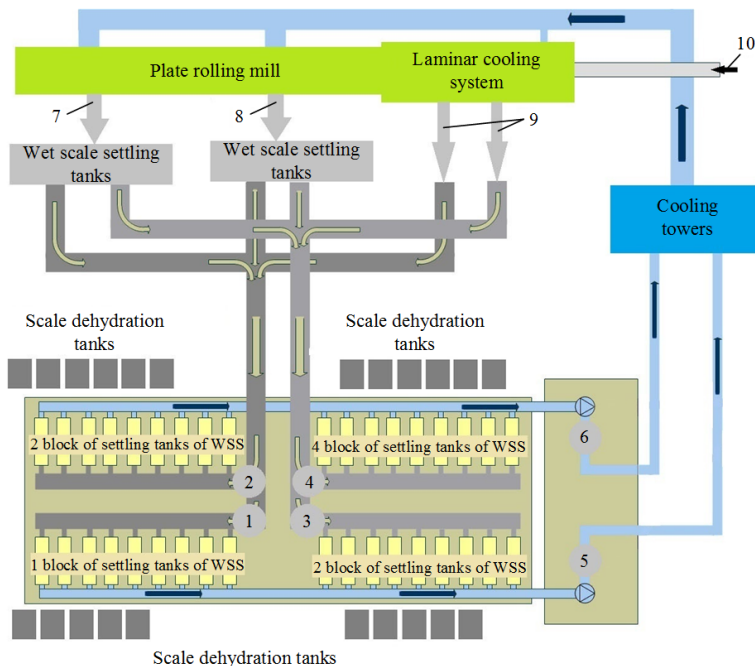 10
Plate rolling mill
Laminar cooling
system
7
8
9
Wet scale settling
tanks
Wet scale settling
tanks
Cooling
towers
Scale dehydration
tanks
Scale dehydration
tanks
2 block of settling tanks of WSS
4 block of settling tanks of WSS
6
2
4
1
3
5
1 block of settling tanks of WSS
2 block of settling tanks of WSS
Scale dehydration tanks